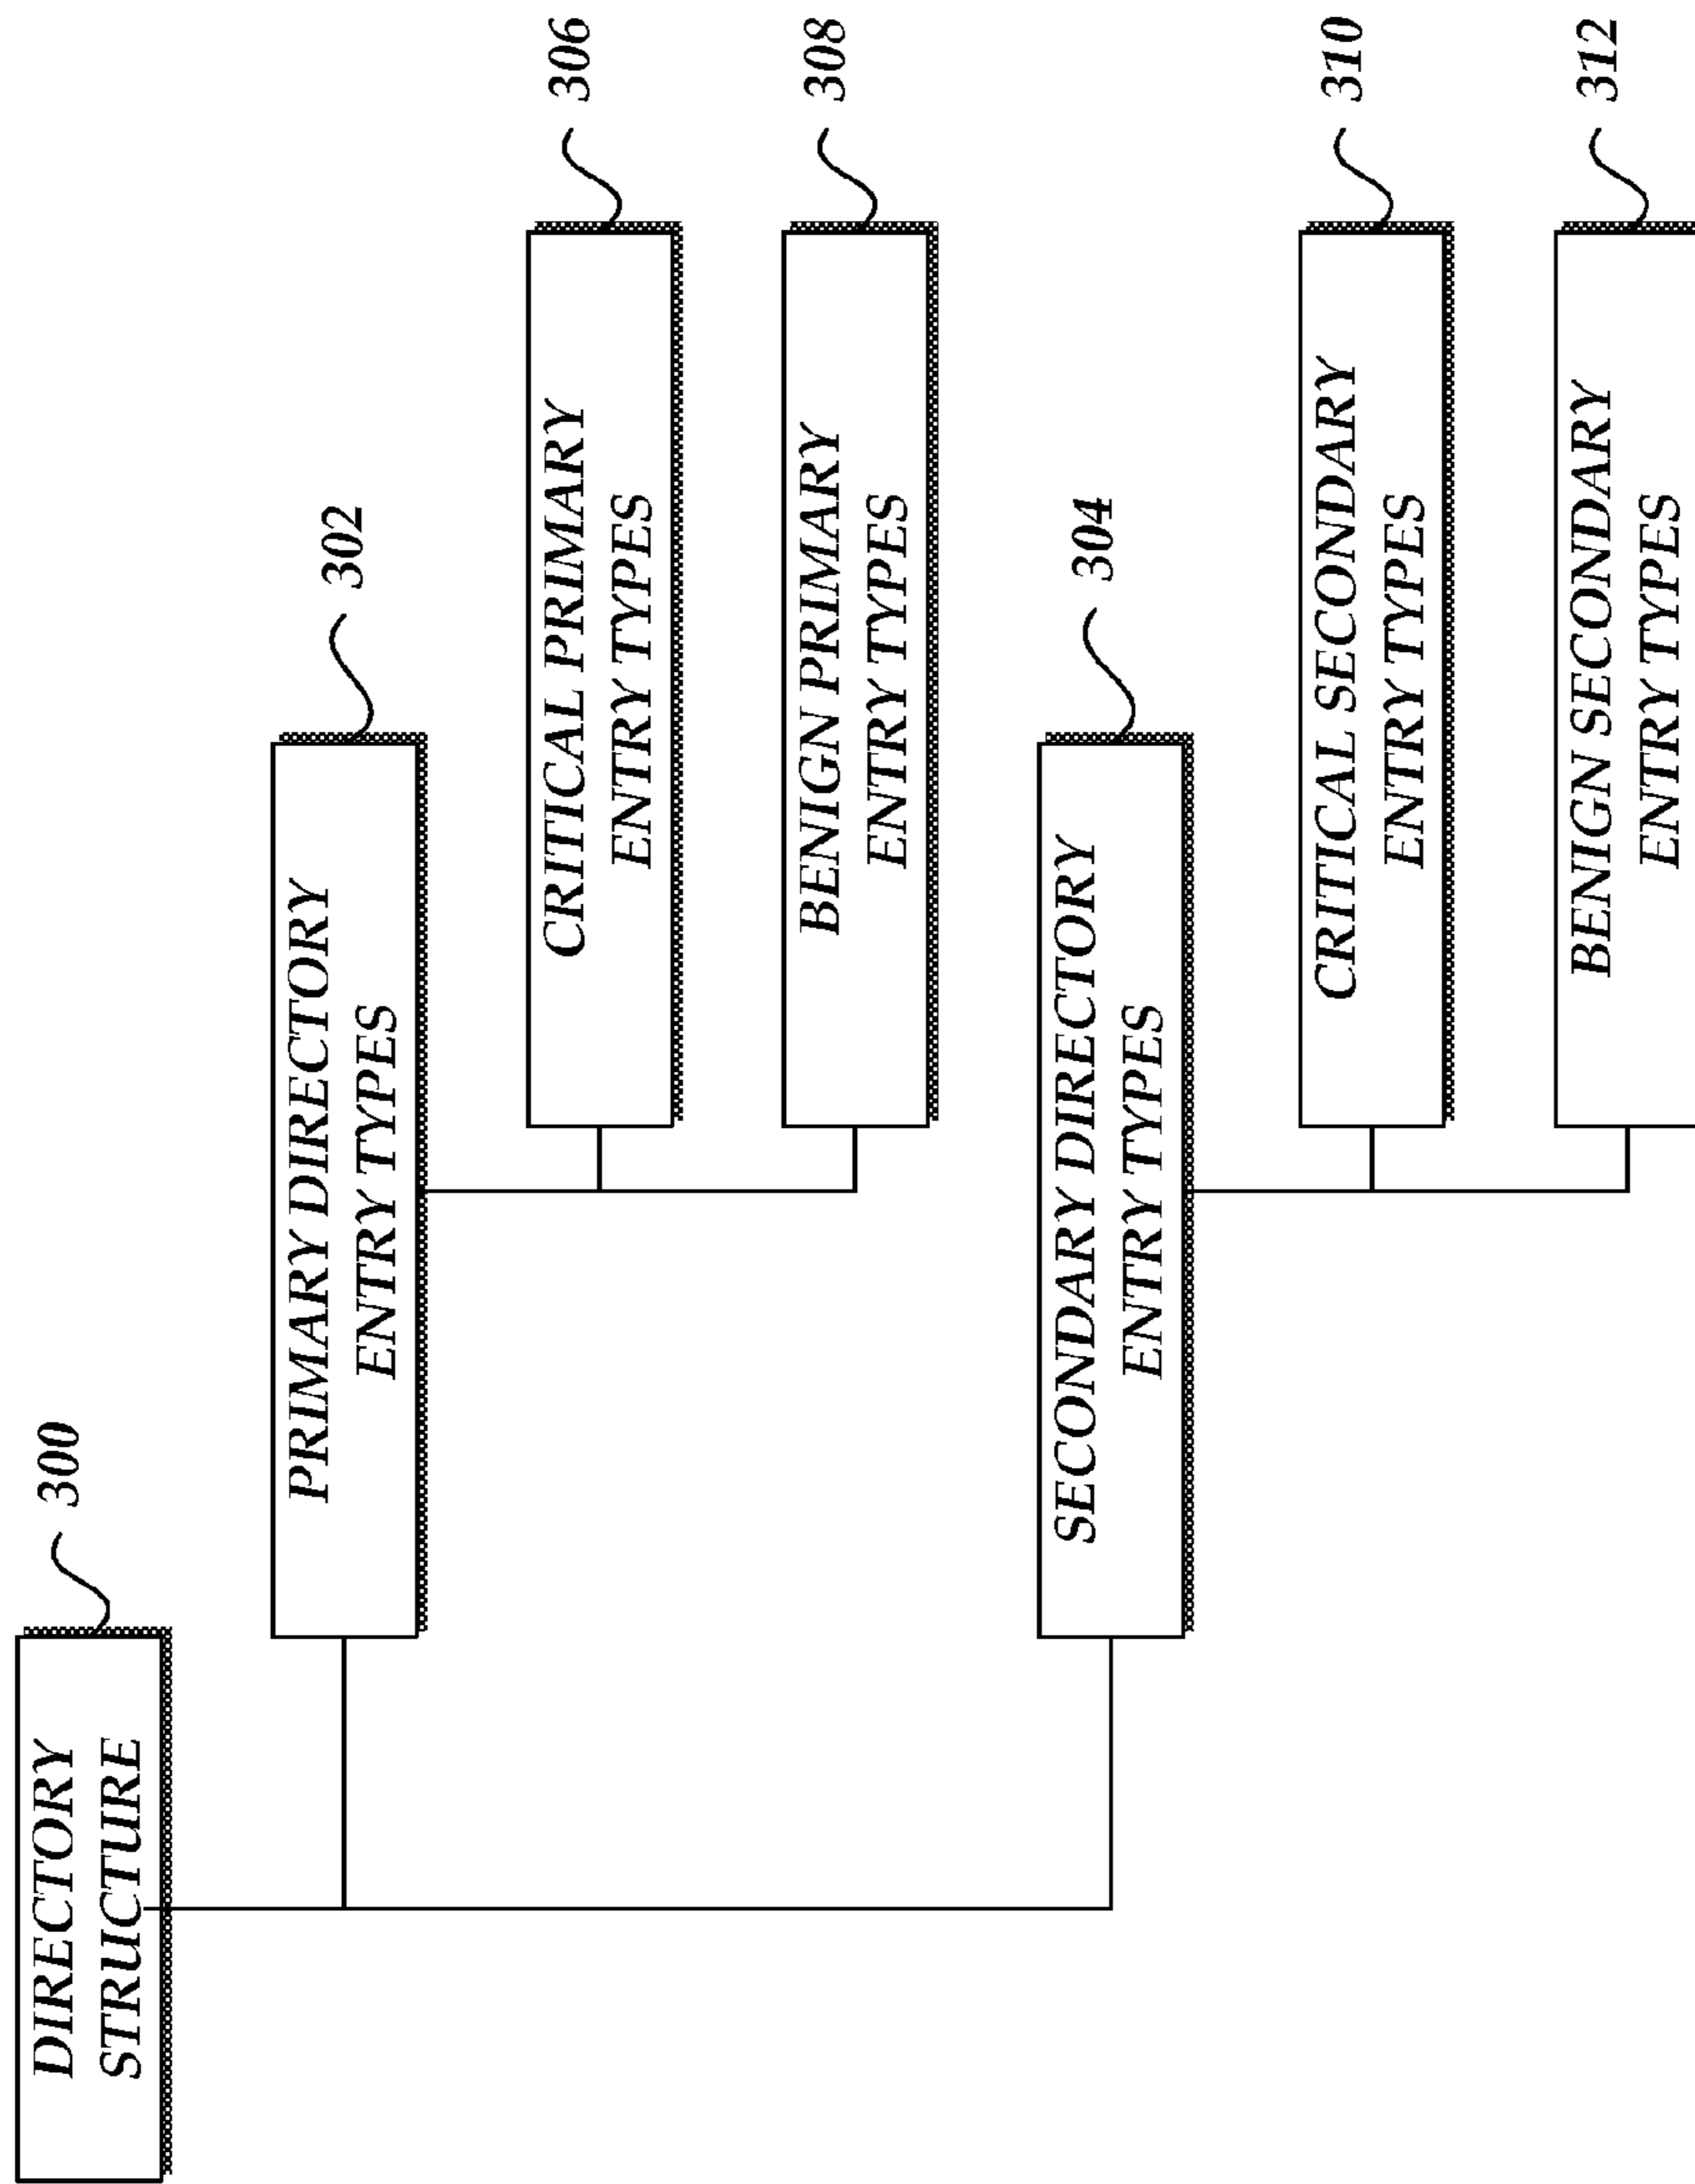 DIRECTORY
STRUCTURE
300
PRIMARY DIRECTORY
ENTRY TYPES
302
CRITICAL PRIMARY
ENTRY TYPES
306
BENIGN PRIMARY
ENTRY TYPES
308
SECONDARY DIRECTORY
ENTRY TYPES
304
CRITICAL SECONDARY
ENTRY TYPES
310
BENIGN SECONDARY
ENTRY TYPES
312